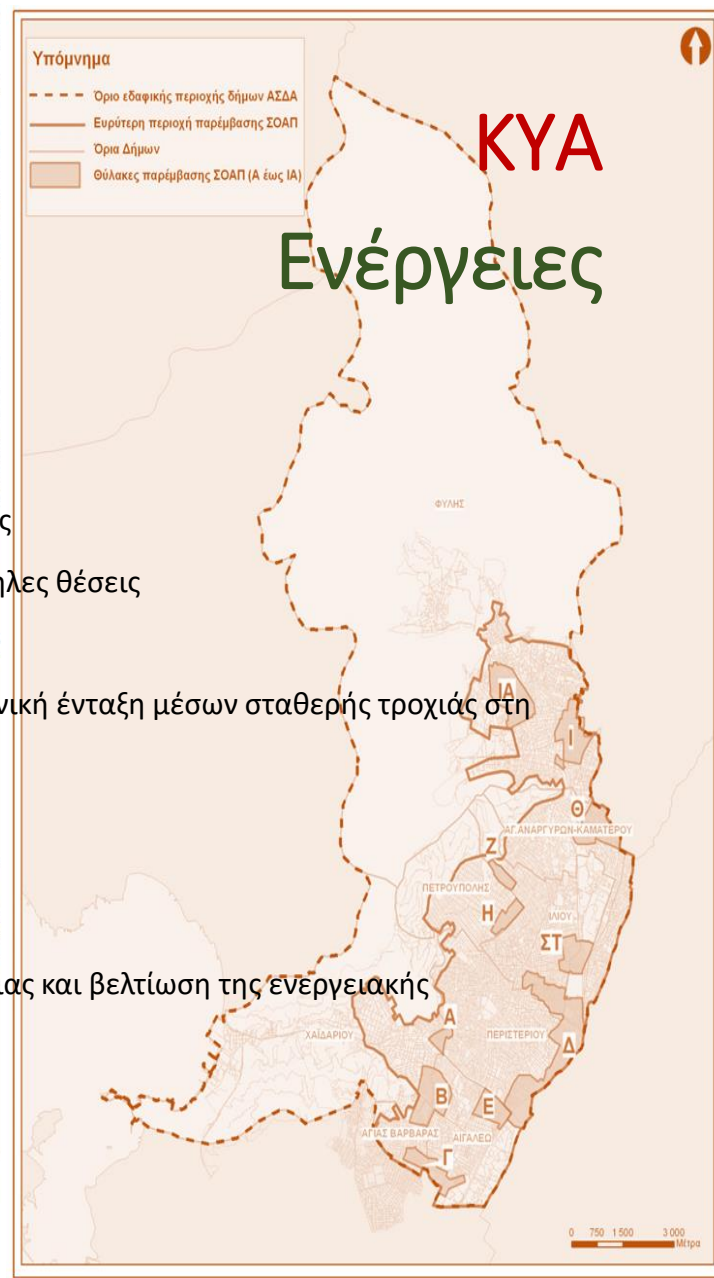 Υπόμνημα
Όριο εδαφικής περιοχής δήμων ΑΣΔΑ
Ευρύτερη περιοχή παρέμβασης ΣΟΑΠ
Όρια Δήμων
Θύλακες παρέμβασης ΣΟΑΠ (Α έως ΙΑ)
ΚΥΑ
Ενέργειες
ΦΥΛΗΣ
ς
ηλες θέσεις
νική ένταξη μέσων σταθερής τροχιάς στη
ΙΑ
Ι
Θ
ΑΓ.ΑΝΑΡΓΥΡΩΝ-ΚΑΜΑΤΕΡΟΥ
Ζ
ΠΕΤΡΟΥΠΟΛΗΣ
Η
ΙΛΙΟΥ
ΣΤ
ας και βελτίωση της ενεργειακής
Α
ΧΑΪΔΑΡΙΟΥ
ΠΕΡΙΣΤΕΡΙΟΥ
Δ
Β
Ε
ΑΓΙΑΣ ΒΑΡΒΑΡΑΣ
ΑΙΓΑΛΕΩ
Γ
0 750 1 500 3 000
Μέτρα